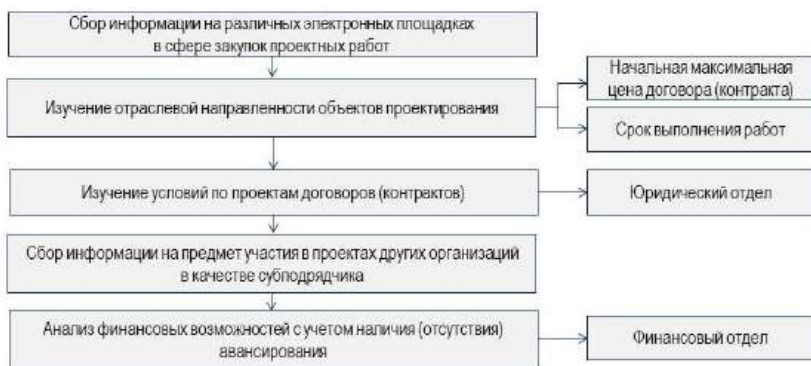 Сбор информации на различных электронных площадках
в сфере закупок проектных работ
Изучение отраслевой направленности объектов проектирования
Начальная максимальная
цена договора (контракта)
Срок выполнения работ
Изучение условий по проектам договоров (контрактов)
Юридический отдел
Сбор информации на предмет участия в проектах других организаций
в качестве субподрядчика
Анализ финансовых возможностей с учетом наличия (отсутствия)
авансирования
Финансовый отдел